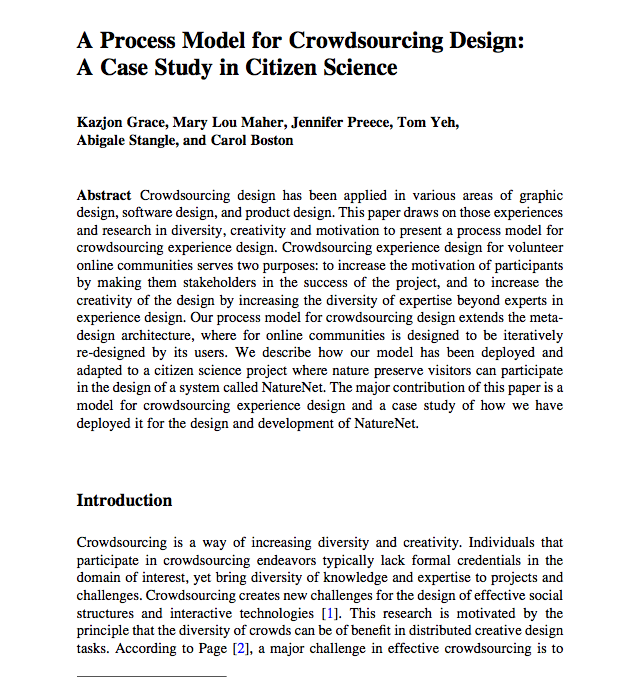 A Process Model for Crowdsourcing Design:
A Case Study in Citizen Science
Kazjon Grace, Mary Lou Maher, Jennifer Preece, Tom Yeh,
Abigale Stangle, and Carol Boston
Abstract Crowdsourcing design has been applied in various areas of graphic
design, software design, and product design. This paper draws on those experiences
and research in diversity, creativity and motivation to present a process model for
crowdsourcing experience design. Crowdsourcing experience design for volunteer
online communities serves two purposes: to increase the motivation of participants
by making them stakeholders in the success of the project, and to increase the
creativity of the design by increasing the diversity of expertise beyond experts in
experience design. Our process model for crowdsourcing design extends the meta-
design architecture, where for online communities is designed to be iteratively
re-designed by its users. We describe how our model has been deployed and
adapted to a citizen science project where nature preserve visitors can participate
in the design of a system called NatureNet. The major contribution of this paper is a
model for crowdsourcing experience design and a case study of how we have
deployed it for the design and development of NatureNet.
Introduction
Crowdsourcing is a way of increasing diversity and creativity. Individuals that
participate in crowdsourcing endeavors typically lack formal credentials in the
domain of interest, yet bring diversity of knowledge and expertise to projects and
challenges. Crowdsourcing creates new challenges for the design of effective social
structures and interactive technologies [1]. This research is motivated by the
principle that the diversity of crowds can be of benefit in distributed creative design
tasks. According to Page [2], a major challenge in effective crowdsourcing is to